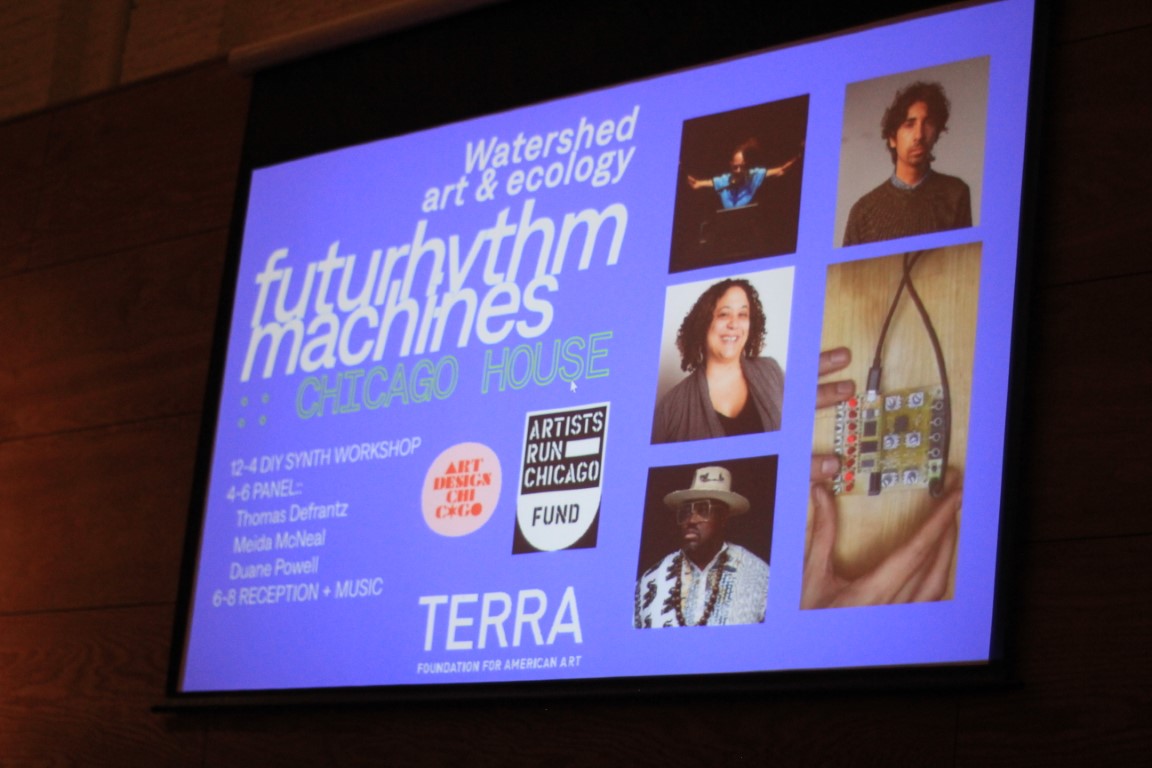 Watershed
art & ecology
futurhythm
machines
:: CHICAGO HOUSE
12-4 DIY SYNTH WORKSHOP
4-6 PANEL:
Thomas Defrantz
Meida McNeal
Duane Powell
6-8 RECEPTION + MUSIC
ART
DESIGN
CHI
C*GO
ARTISTS
RUN
CHICAGO
FUND
TERRA
FOUNDATION FOR AMERICAN ART